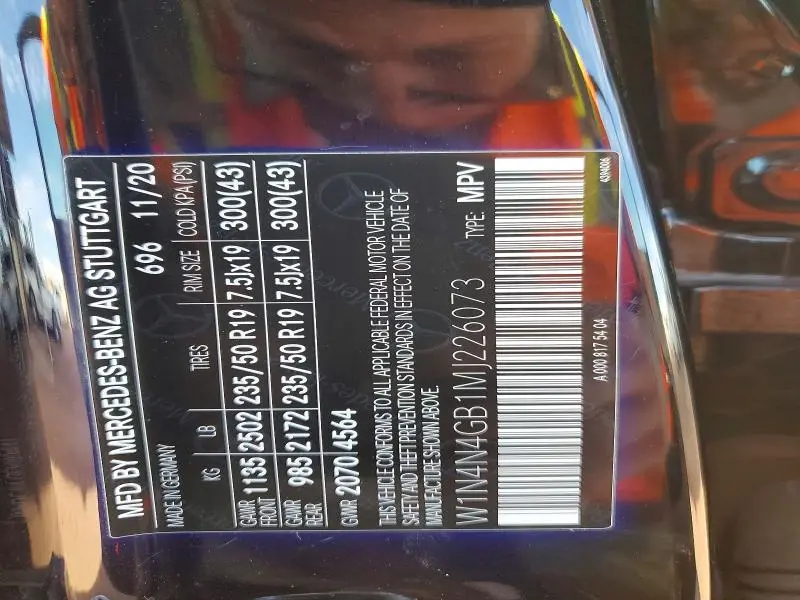 MFD BY MERCEDES-BENZ AG STUTTGART
696 11/20
MADE IN GERMANY
KG LB TIRES RIM SIZE COLD KPA(PSI)
GAWR FRONT 1135 2502 235/50 R19 7.5Jx19 300(43)
GAWR REAR 985 2172 235/50 R19 7.5Jx19 300(43)
GVWR 2070 4564
THIS VEHICLE CONFORMS TO ALL APPLICABLE FEDERAL MOTOR VEHICLE
SAFETY AND THEFT PREVENTION STANDARDS IN EFFECT ON THE DATE OF
MANUFACTURE SHOWN ABOVE.
W1N4N4GB1MJ226073 TYPE: MPV
A 000 817 54 04